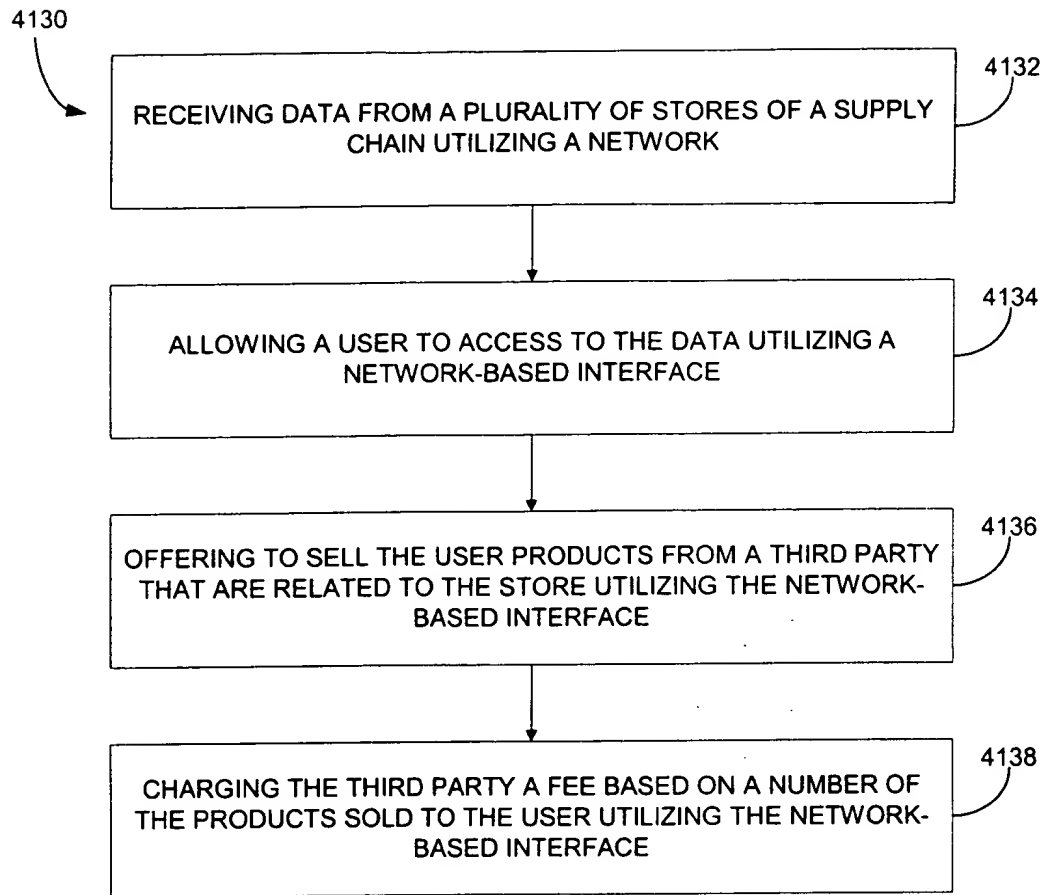 4130
4132
RECEIVING DATA FROM A PLURALITY OF STORES OF A SUPPLY
CHAIN UTILIZING A NETWORK
4134
ALLOWING A USER TO ACCESS TO THE DATA UTILIZING A
NETWORK-BASED INTERFACE
4136
OFFERING TO SELL THE USER PRODUCTS FROM A THIRD PARTY
THAT ARE RELATED TO THE STORE UTILIZING THE NETWORK-
BASED INTERFACE
4138
CHARGING THE THIRD PARTY A FEE BASED ON A NUMBER OF
THE PRODUCTS SOLD TO THE USER UTILIZING THE NETWORK-
BASED INTERFACE